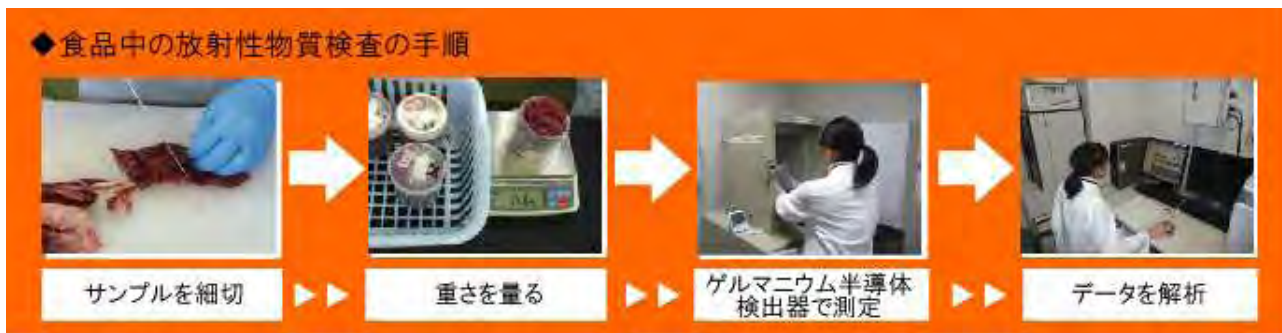 ◆食品中の放射性物質検査の手順
サンプルを細切
重さを量る
ゲルマニウム半導体
検出器で測定
データを解析